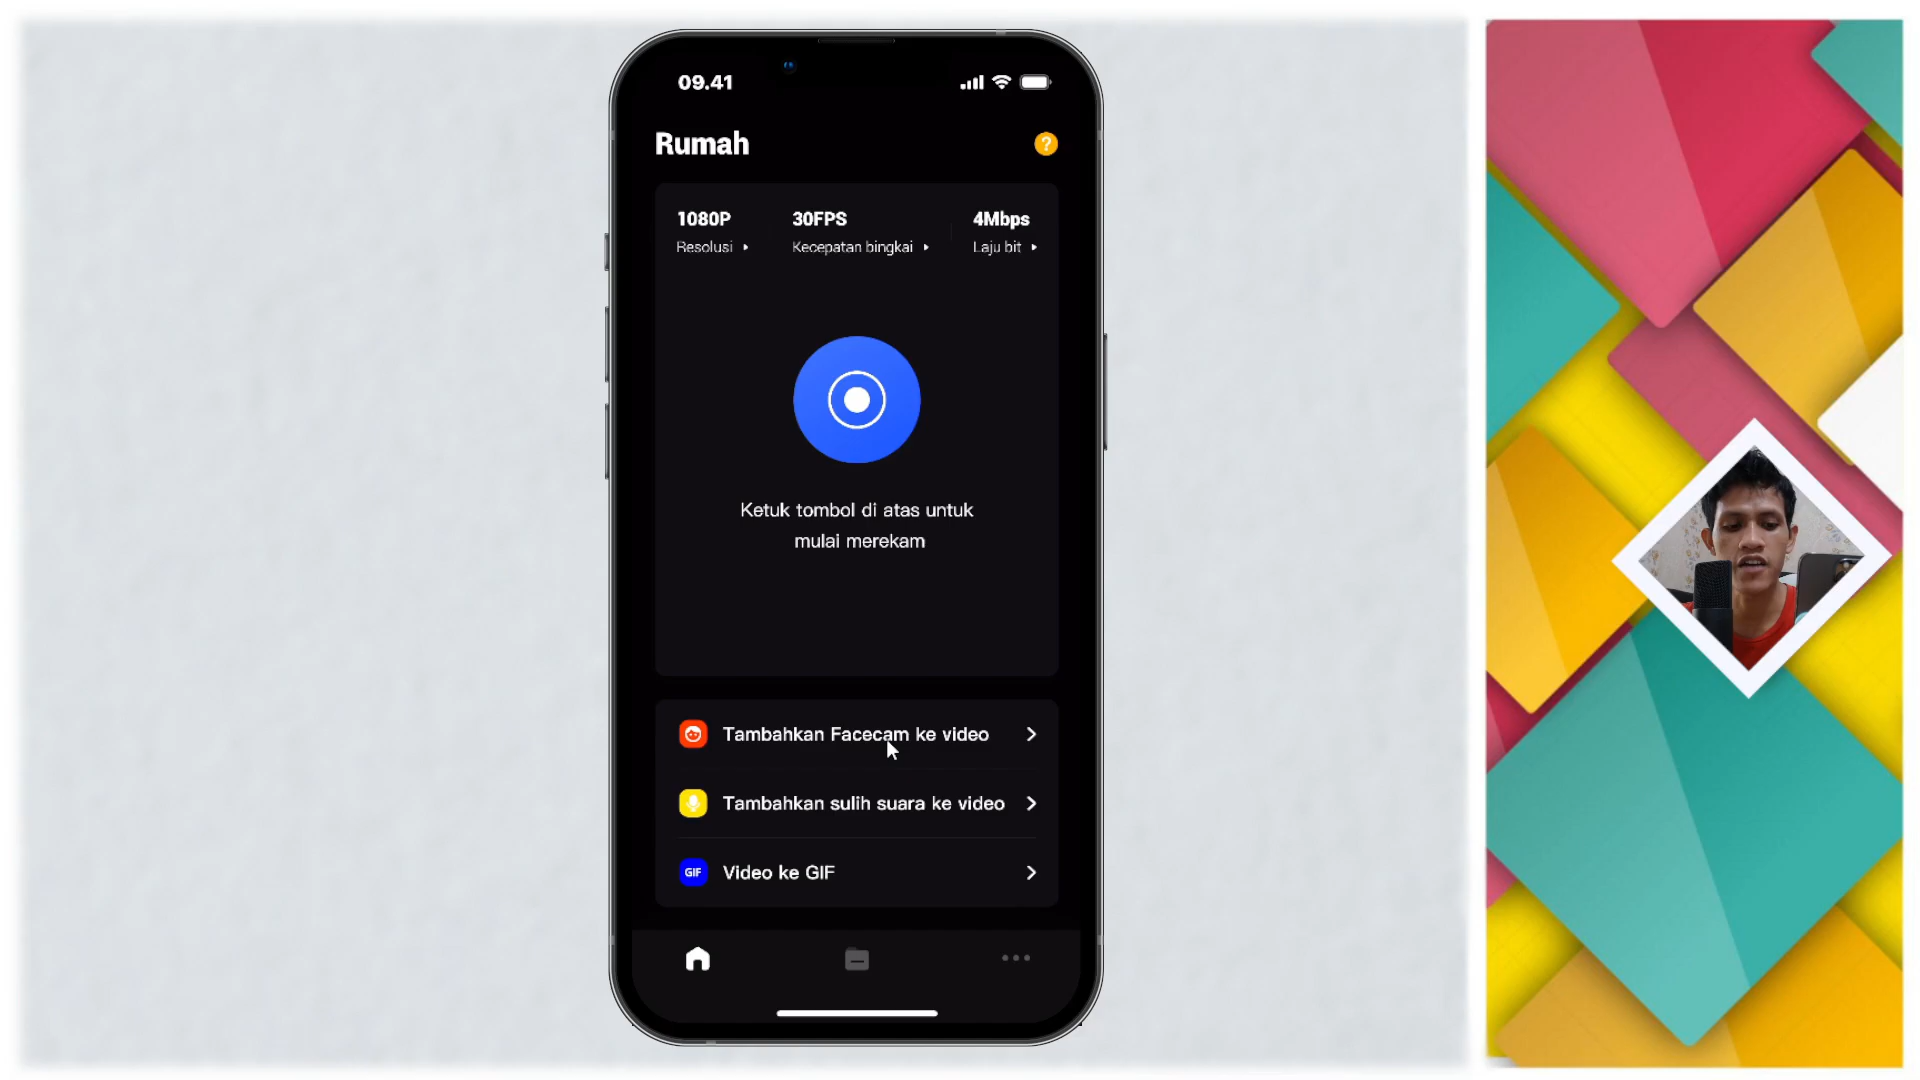 09.41
Rumah
?
1080P
Resolusi
30FPS
Kecepatan bingkai
4Mbps
Laju bit
Ketuk tombol di atas untuk
mulai merekam
Tambahkan Facecam ke video
Tambahkan sulih suara ke video
GIF
Video ke GIF